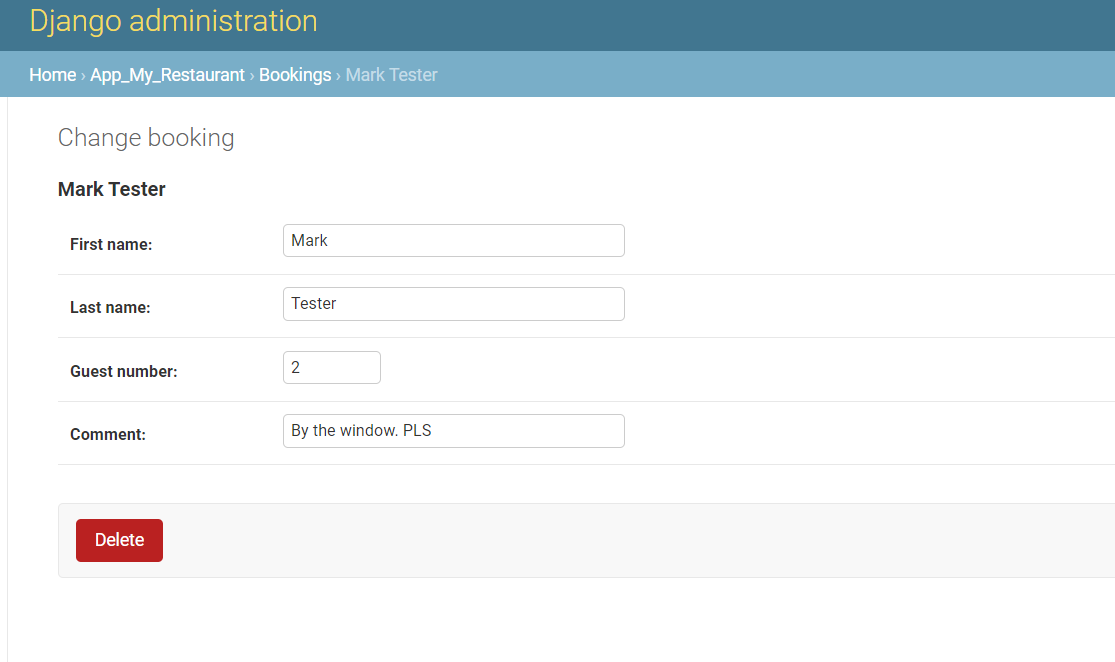 Django administration
Home › App_My_Restaurant › Bookings › Mark Tester
Change booking
Mark Tester
First name: Mark
Last name: Tester
Guest number: 2
Comment: By the window. PLS
Delete